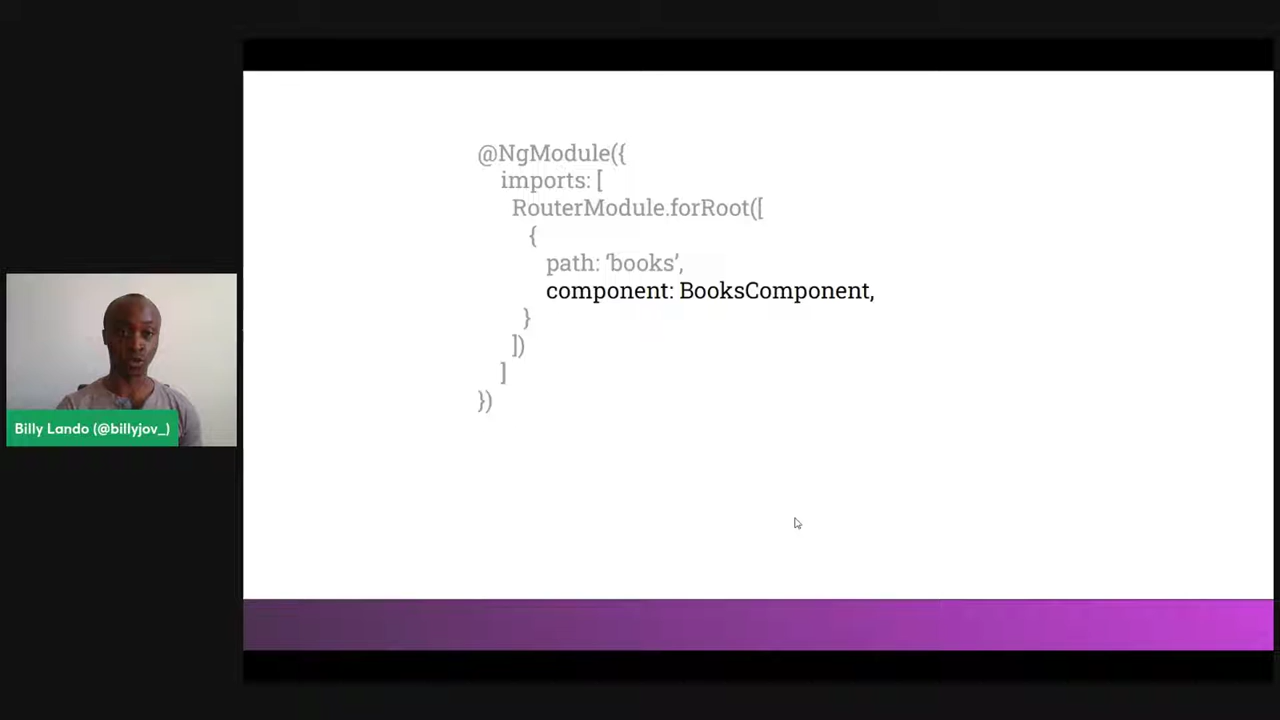 @NgModule({
imports: [
RouterModule.forRoot([
{
path: ‘books’,
component: BooksComponent,
}
])
]
})
Billy Lando (@billyjov_)